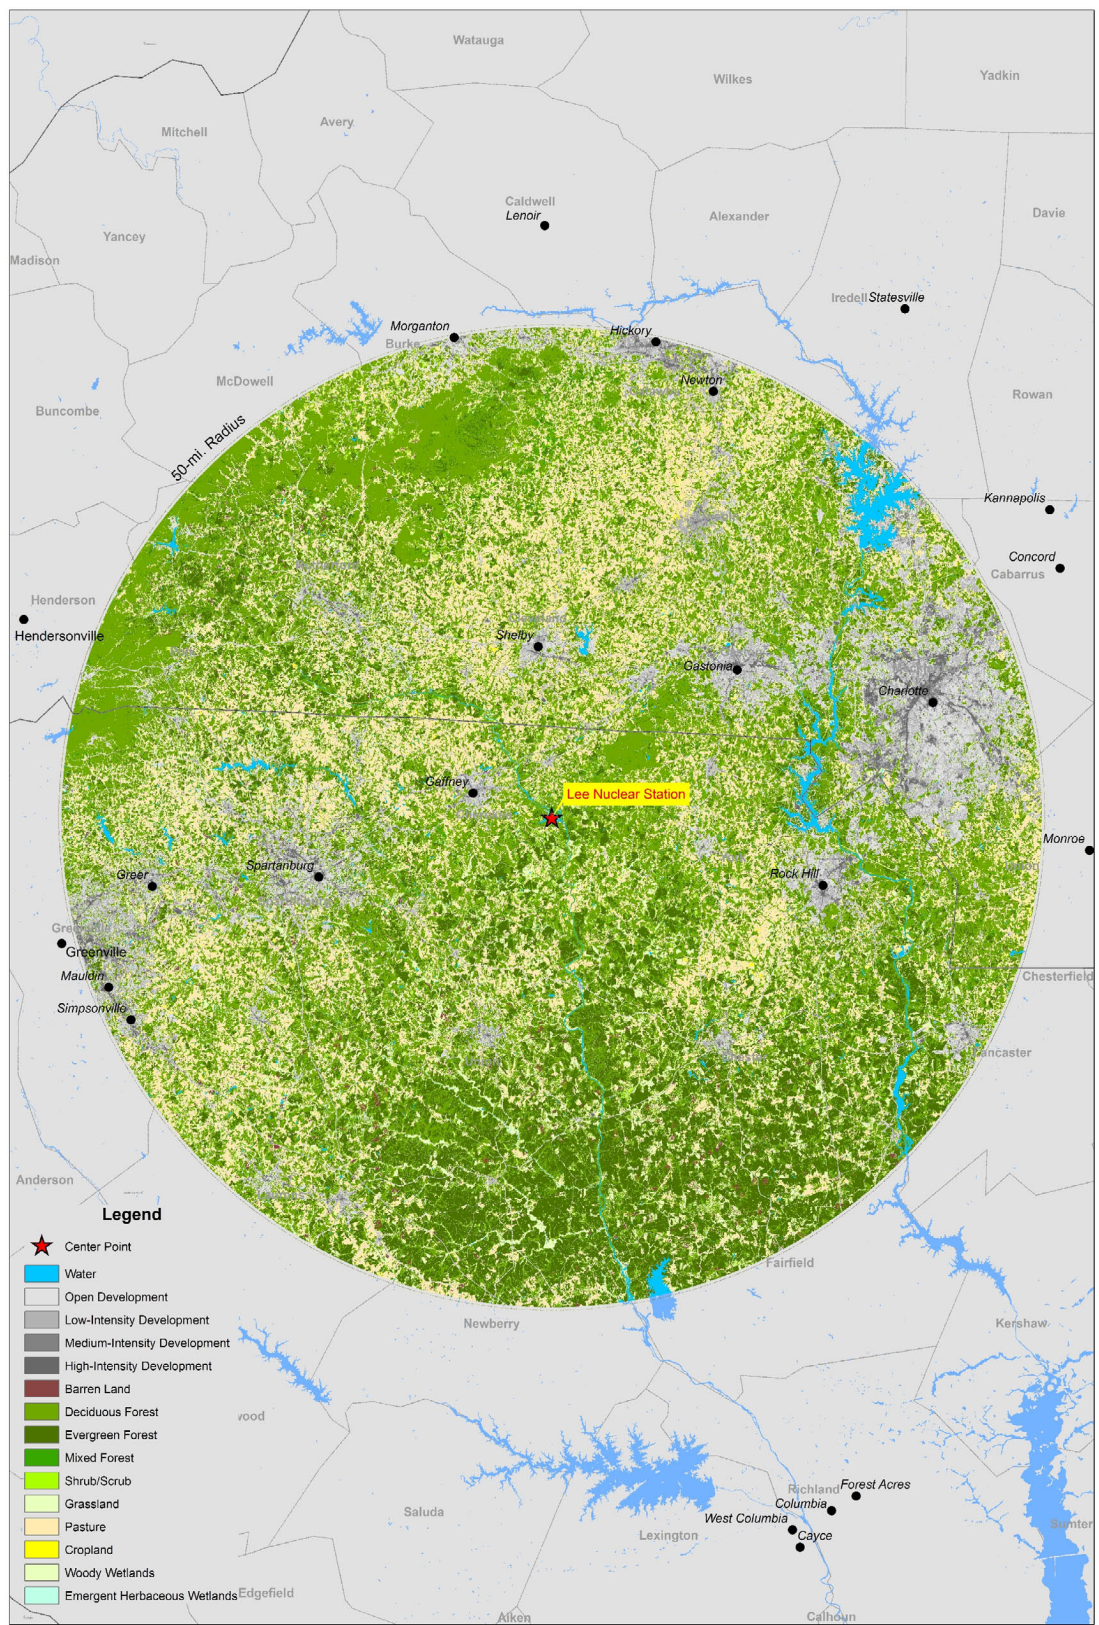 Watauga
Wilkes
Yadkin
Mitchell
Avery
Caldwell
Lenoir
Alexander
Davie
Yancey
Madison
Iredell
Statesville
Morganton
Hickory
Burke
McDowell
Newton
Rowan
Buncombe
50-mi. Radius
Kannapolis
Concord
Cabarrus
Henderson
Hendersonville
Cleveland
Shelby
Gastonia
Charlotte
Gaffney
Lee Nuclear Station
Monroe
Spartanburg
Greer
Rock Hill
Greenville
Mauldin
Chesterfield
Simpsonville
Lancaster
Anderson
Legend
Center Point
Water
Open Development
Low-Intensity Development
Medium-Intensity Development
High-Intensity Development
Barren Land
Deciduous Forest
Evergreen Forest
Mixed Forest
Shrub/Scrub
Grassland
Pasture
Cropland
Woody Wetlands
Emergent Herbaceous Wetlands
Fairfield
Newberry
Kershaw
Saluda
Richland
Forest Acres
Columbia
West Columbia
Cayce
Lexington
Sumter
Edgefield
Aiken
Calhoun